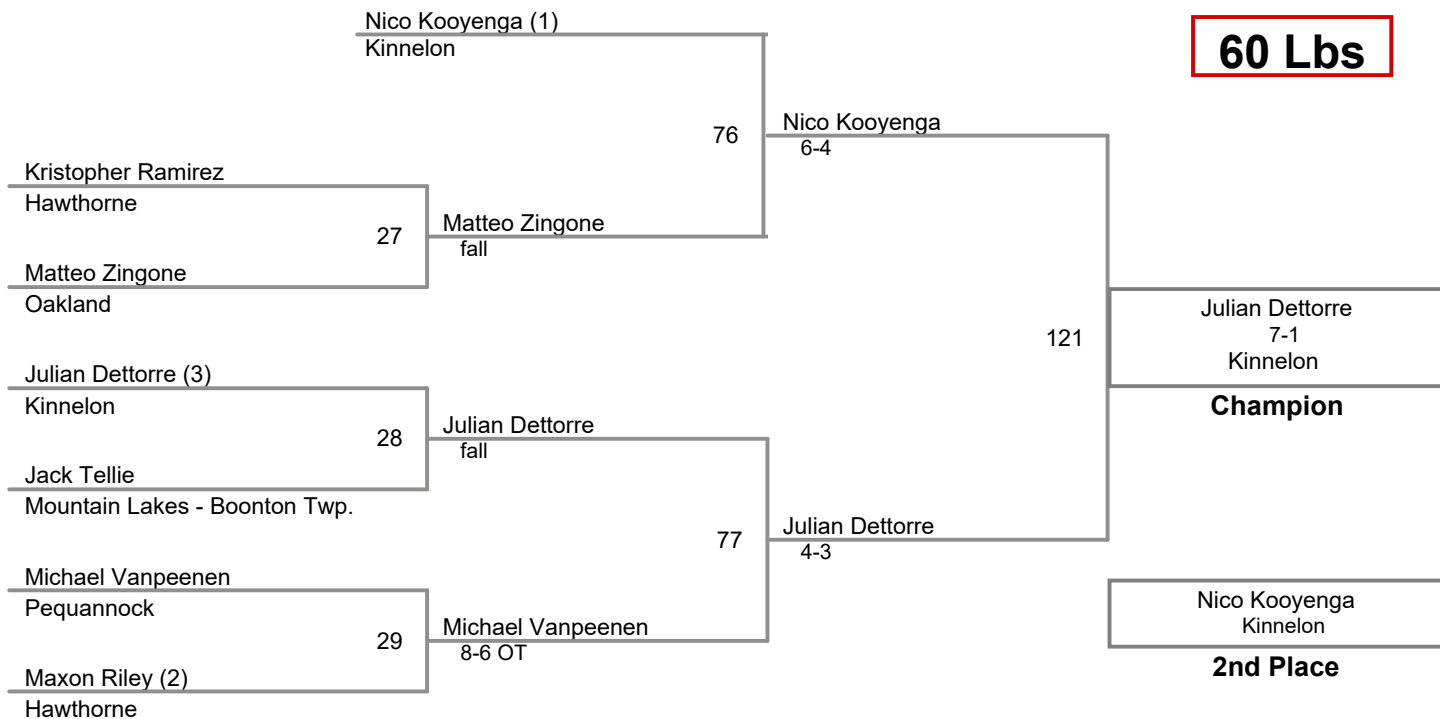 Nico Kooyenga (1)
Kinnelon
60 Lbs
76
Nico Kooyenga
6-4
Kristopher Ramirez
Hawthorne
27
Matteo Zingone
fall
Matteo Zingone
Oakland
121
Julian Dettorre
7-1
Kinnelon
Champion
Julian Dettorre (3)
Kinnelon
28
Julian Dettorre
fall
Jack Tellie
Mountain Lakes - Boonton Twp.
77
Julian Dettorre
4-3
Michael Vanpeenen
Pequannock
29
Michael Vanpeenen
8-6 OT
Maxon Riley (2)
Hawthorne
Nico Kooyenga
Kinnelon
2nd Place